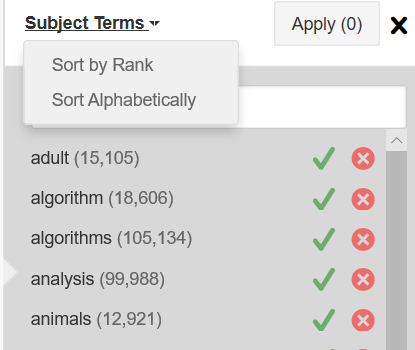 Subject Terms
Apply (0)
Sort by Rank
Sort Alphabetically
adult (15,105)
algorithm (18,606)
algorithms (105,134)
analysis (99,988)
animals (12,921)